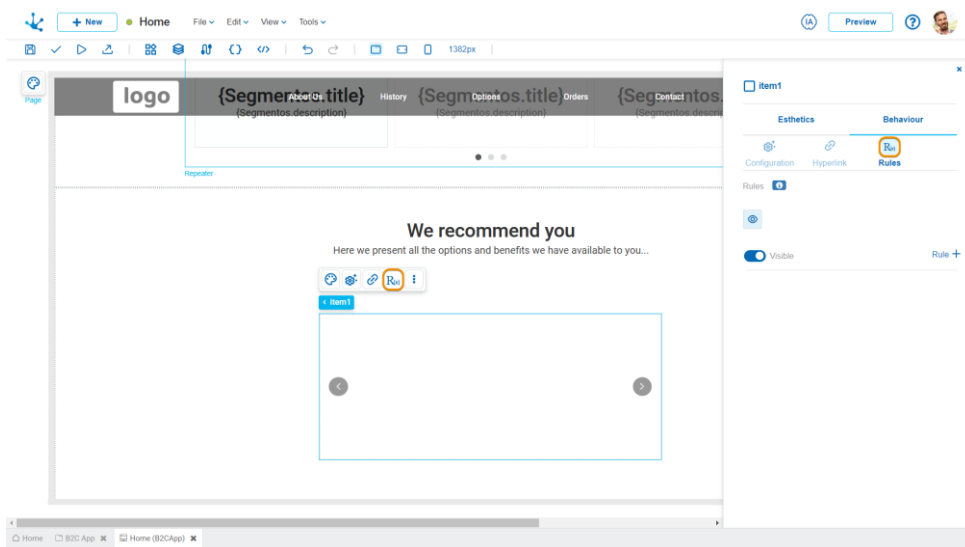 + New
Home
File
Edit
View
Tools
IA
Preview
?
1382px
Page
logo
About Us
History
Options
Orders
Contact
{Segmentos.title}
{Segmentos.title}
{Segmentos.
{Segmentos.description}
{Segmentos.description}
{Segmentos.descri
Repeater
We recommend you
Here we present all the options and benefits we have available to you...
R(x)
< item1
item1
Esthetics
Behaviour
R(x)
Configuration
Hyperlink
Rules
Rules
Visible
Rule +
Home
B2C App
Home (B2CApp)